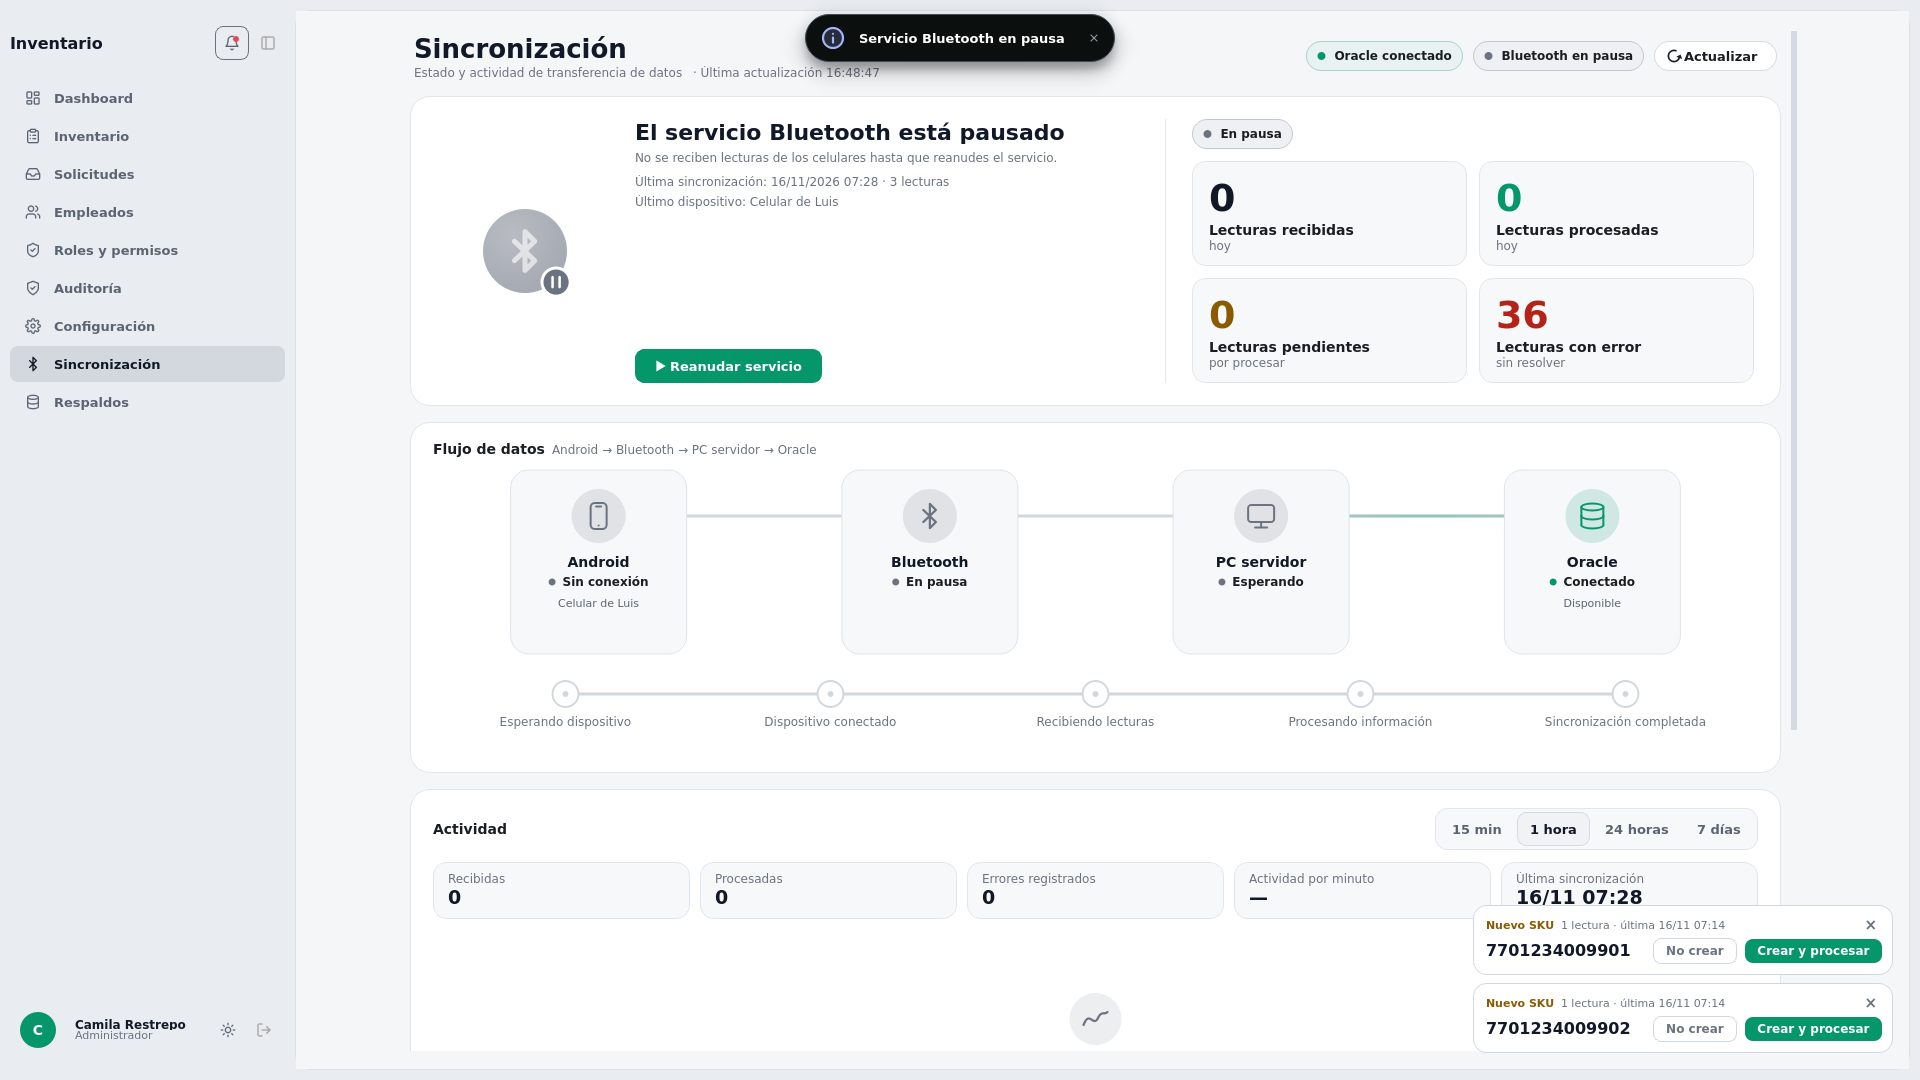 Inventario
Dashboard
Inventario
Solicitudes
Empleados
Roles y permisos
Auditoría
Configuración
Sincronización
Respaldos
C
Camila Restrepo
Administrador
Servicio Bluetooth en pausa
Sincronización
Estado y actividad de transferencia de datos · Última actualización 16:48:47
Oracle conectado
Bluetooth en pausa
Actualizar
El servicio Bluetooth está pausado
No se reciben lecturas de los celulares hasta que reanudes el servicio.
Última sincronización: 16/11/2026 07:28 · 3 lecturas
Último dispositivo: Celular de Luis
Reanudar servicio
En pausa
0
Lecturas recibidas
hoy
0
Lecturas procesadas
hoy
0
Lecturas pendientes
por procesar
36
Lecturas con error
sin resolver
Flujo de datos Android → Bluetooth → PC servidor → Oracle
Android
Sin conexión
Celular de Luis
Bluetooth
En pausa
PC servidor
Esperando
Oracle
Conectado
Disponible
Esperando dispositivo
Dispositivo conectado
Recibiendo lecturas
Procesando información
Sincronización completada
Actividad
15 min
1 hora
24 horas
7 días
Recibidas
0
Procesadas
0
Errores registrados
0
Actividad por minuto
—
Última sincronización
16/11 07:28
Nuevo SKU 1 lectura · última 16/11 07:14
7701234009901
No crear
Crear y procesar
Nuevo SKU 1 lectura · última 16/11 07:14
7701234009902
No crear
Crear y procesar